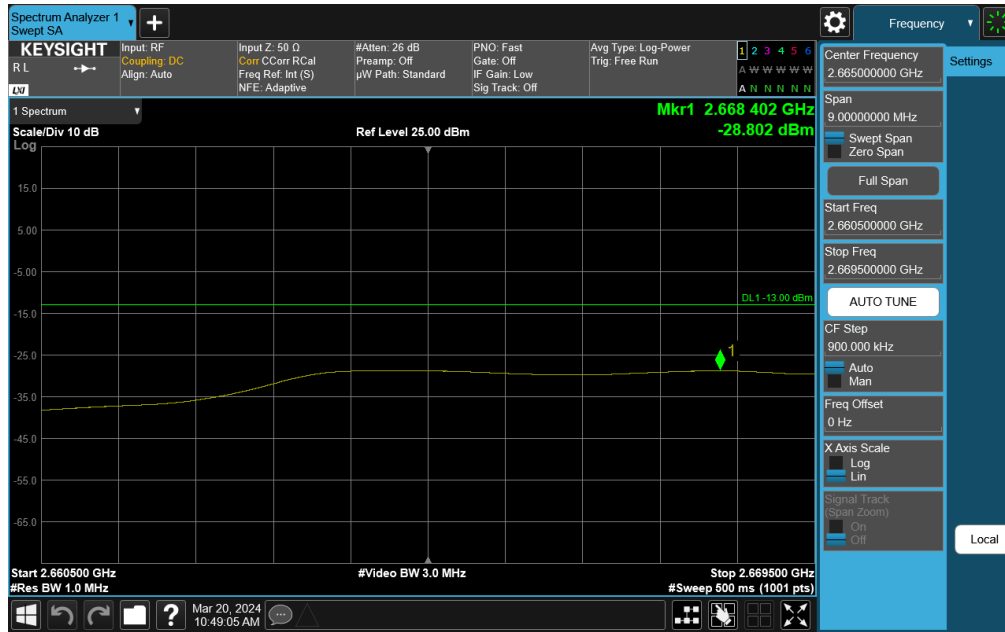 Spectrum Analyzer 1
Swept SA
Frequency
KEYSIGHT
R L
LXI
Input: RF
Coupling: DC
Align: Auto
Input Z: 50 Ω
Corr CCorr RCal
Freq Ref: Int (S)
NFE: Adaptive
#Atten: 26 dB
Preamp: Off
µW Path: Standard
PNO: Fast
Gate: Off
IF Gain: Low
Sig Track: Off
Avg Type: Log-Power
Trig: Free Run
1 2 3 4 5 6
A W W W W W
A N N N N N
1 Spectrum
Mkr1 2.668 402 GHz
-28.802 dBm
Scale/Div 10 dB
Ref Level 25.00 dBm
Log
15.0
5.00
-5.00
DL1 -13.00 dBm
-15.0
1
-25.0
-35.0
-45.0
-55.0
-65.0
Start 2.660500 GHz
#Video BW 3.0 MHz
Stop 2.669500 GHz
#Res BW 1.0 MHz
#Sweep 500 ms (1001 pts)
Center Frequency
2.665000000 GHz
Settings
Span
9.00000000 MHz
Swept Span
Zero Span
Full Span
Start Freq
2.660500000 GHz
Stop Freq
2.669500000 GHz
AUTO TUNE
CF Step
900.000 kHz
Auto
Man
Freq Offset
0 Hz
X Axis Scale
Log
Lin
Signal Track
(Span Zoom)
On
Off
Local
?
Mar 20, 2024
10:49:05 AM